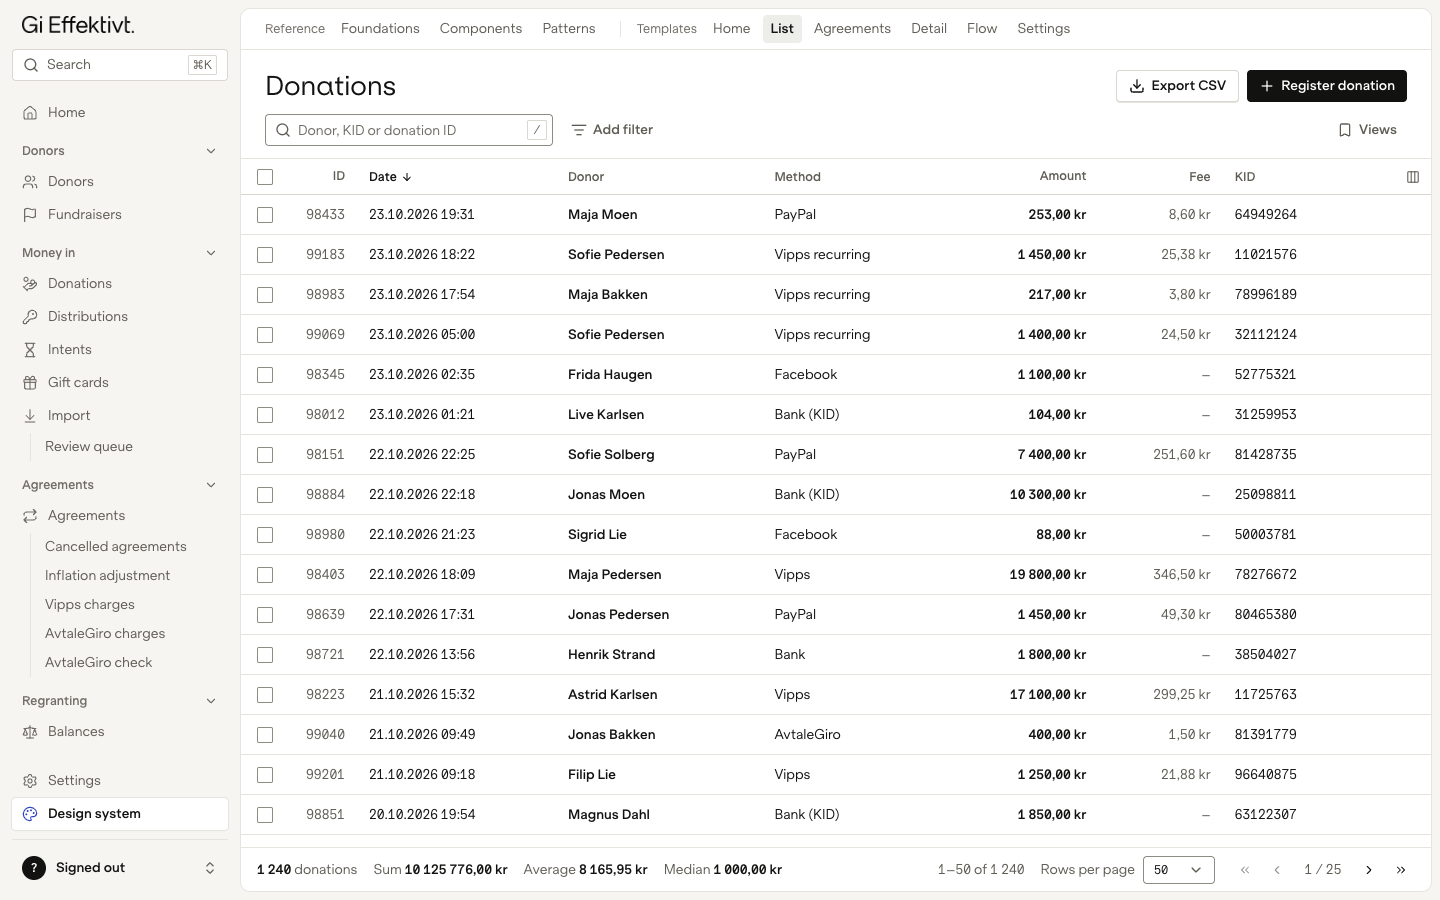 Gi Effektivt.
Search ⌘K
Home
Donors
Donors
Fundraisers
Money in
Donations
Distributions
Intents
Gift cards
Import
Review queue
Agreements
Agreements
Cancelled agreements
Inflation adjustment
Vipps charges
AvtaleGiro charges
AvtaleGiro check
Regranting
Balances
Settings
Design system
? Signed out
Reference Foundations Components Patterns Templates Home List Agreements Detail Flow Settings
Donations Export CSV Register donation
Donor, KID or donation ID / Add filter Views
ID Date Donor Method Amount Fee KID
98433 23.10.2026 19:31 Maja Moen PayPal 253,00 kr 8,60 kr 64949264
99183 23.10.2026 18:22 Sofie Pedersen Vipps recurring 1 450,00 kr 25,38 kr 11021576
98983 23.10.2026 17:54 Maja Bakken Vipps recurring 217,00 kr 3,80 kr 78996189
99069 23.10.2026 05:00 Sofie Pedersen Vipps recurring 1 400,00 kr 24,50 kr 32112124
98345 23.10.2026 02:35 Frida Haugen Facebook 1 100,00 kr – 52775321
98012 23.10.2026 01:21 Live Karlsen Bank (KID) 104,00 kr – 31259953
98151 22.10.2026 22:25 Sofie Solberg PayPal 7 400,00 kr 251,60 kr 81428735
98884 22.10.2026 22:18 Jonas Moen Bank (KID) 10 300,00 kr – 25098811
98980 22.10.2026 21:23 Sigrid Lie Facebook 88,00 kr – 50003781
98403 22.10.2026 18:09 Maja Pedersen Vipps 19 800,00 kr 346,50 kr 78276672
98639 22.10.2026 17:31 Jonas Pedersen PayPal 1 450,00 kr 49,30 kr 80465380
98721 22.10.2026 13:56 Henrik Strand Bank 1 800,00 kr – 38504027
98223 21.10.2026 15:32 Astrid Karlsen Vipps 17 100,00 kr 299,25 kr 11725763
99040 21.10.2026 09:49 Jonas Bakken AvtaleGiro 400,00 kr 1,50 kr 81391779
99201 21.10.2026 09:18 Filip Lie Vipps 1 250,00 kr 21,88 kr 96640875
98851 20.10.2026 19:54 Magnus Dahl Bank (KID) 1 850,00 kr – 63122307
1 240 donations Sum 10 125 776,00 kr Average 8 165,95 kr Median 1 000,00 kr 1–50 of 1 240 Rows per page 50 1 / 25